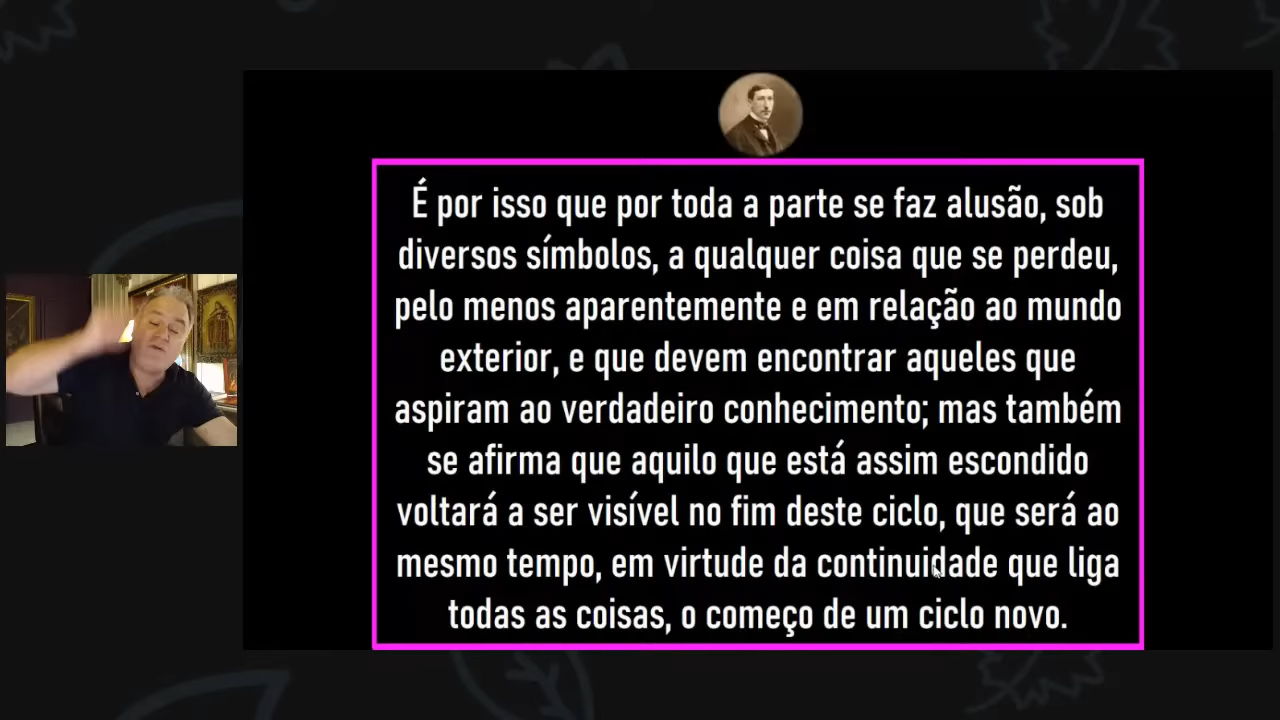 É por isso que por toda a parte se faz alusão, sob
diversos símbolos, a qualquer coisa que se perdeu,
pelo menos aparentemente e em relação ao mundo
exterior, e que devem encontrar aqueles que
aspiram ao verdadeiro conhecimento; mas também
se afirma que aquilo que está assim escondido
voltará a ser visível no fim deste ciclo, que será ao
mesmo tempo, em virtude da continuidade que liga
todas as coisas, o começo de um ciclo novo.